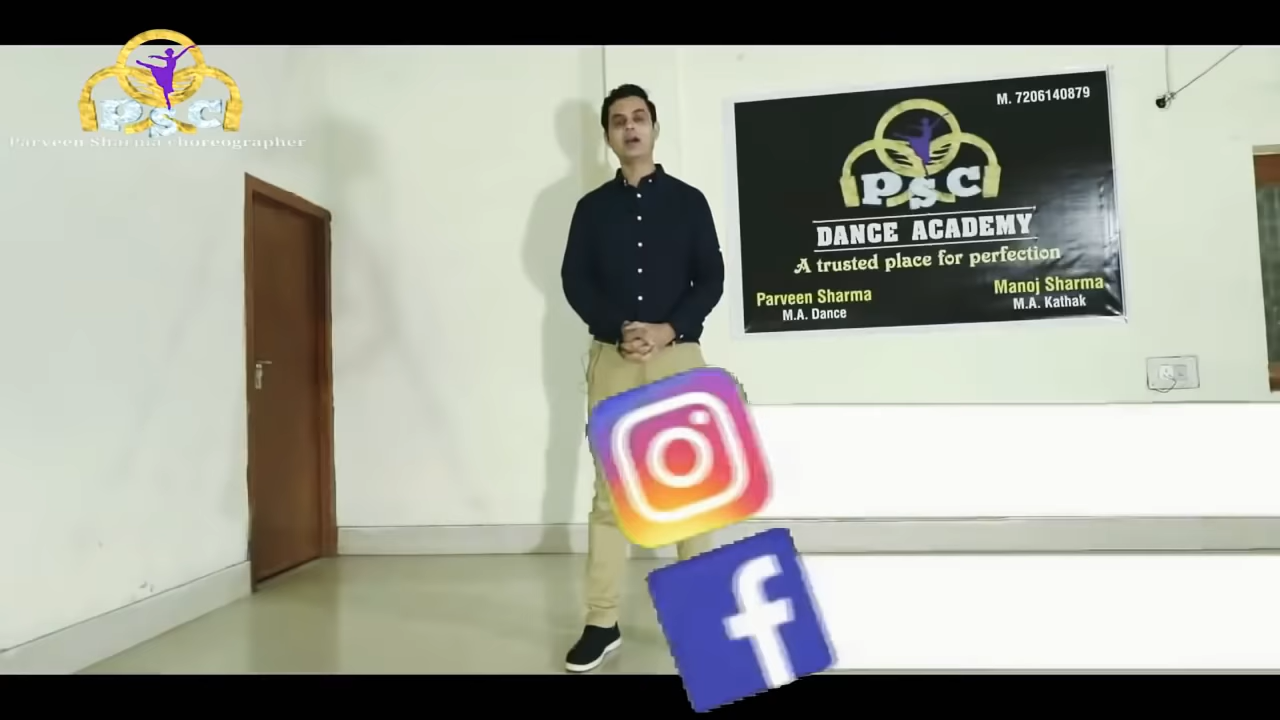 PSC
Parveen Sharma choreographer
M. 7206140879
PSC
DANCE ACADEMY
A trusted place for perfection
Parveen Sharma
M.A. Dance
Manoj Sharma
M.A. Kathak